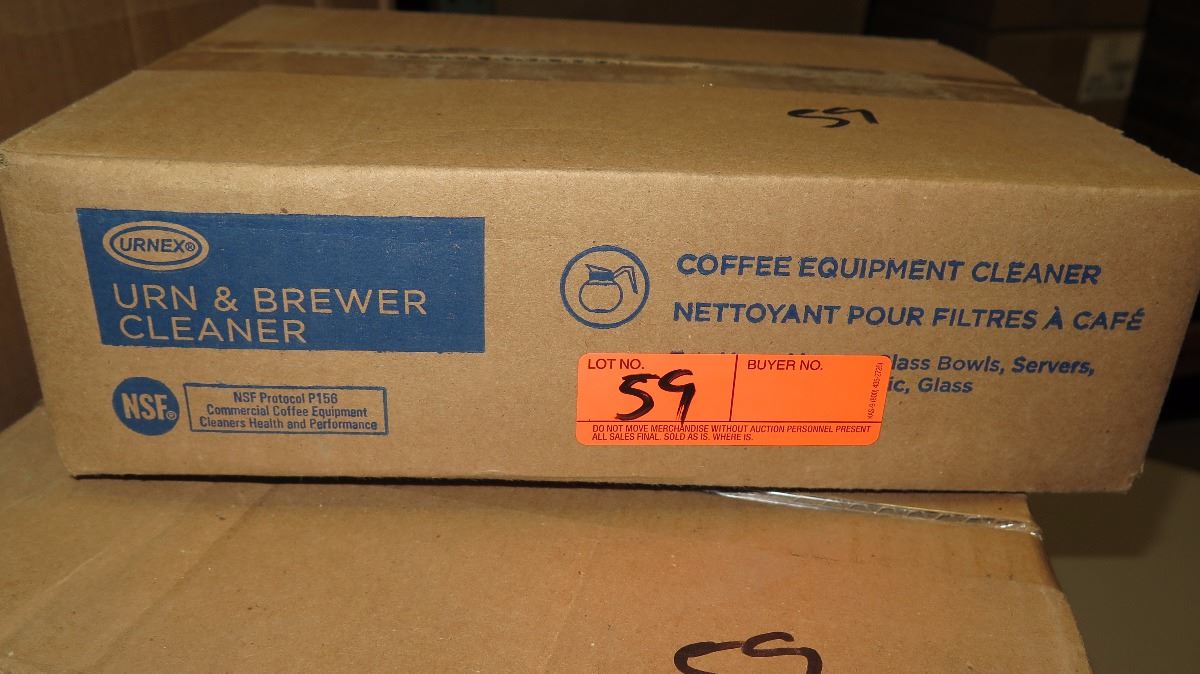 59
URNEX®
URN & BREWER
CLEANER
NSF®
NSF Protocol P156
Commercial Coffee Equipment
Cleaners Health and Performance
COFFEE EQUIPMENT CLEANER
NETTOYANT POUR FILTRES À CAFÉ
lass Bowls, Servers,
ic, Glass
LOT NO.
59
BUYER NO.
DO NOT MOVE MERCHANDISE WITHOUT AUCTION PERSONNEL PRESENT
ALL SALES FINAL. SOLD AS IS. WHERE IS.
59